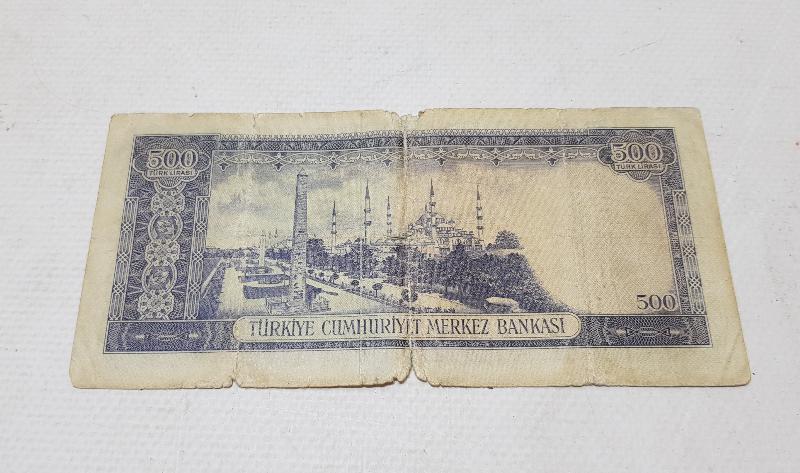 500
TÜRK LİRASI
500
TÜRK LİRASI
500
TÜRKİYE CUMHURİYET MERKEZ BANKASI